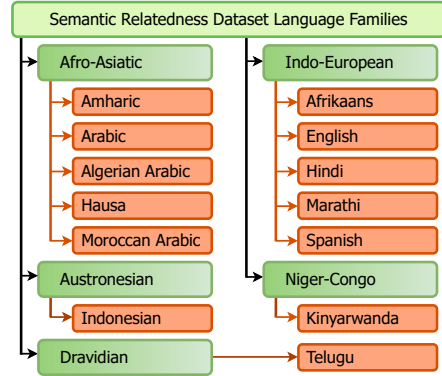 Semantic Relatedness Dataset Language Families
Afro-Asiatic
Amharic
Arabic
Algerian Arabic
Hausa
Moroccan Arabic
Austronesian
Indonesian
Dravidian
Telugu
Indo-European
Afrikaans
English
Hindi
Marathi
Spanish
Niger-Congo
Kinyarwanda